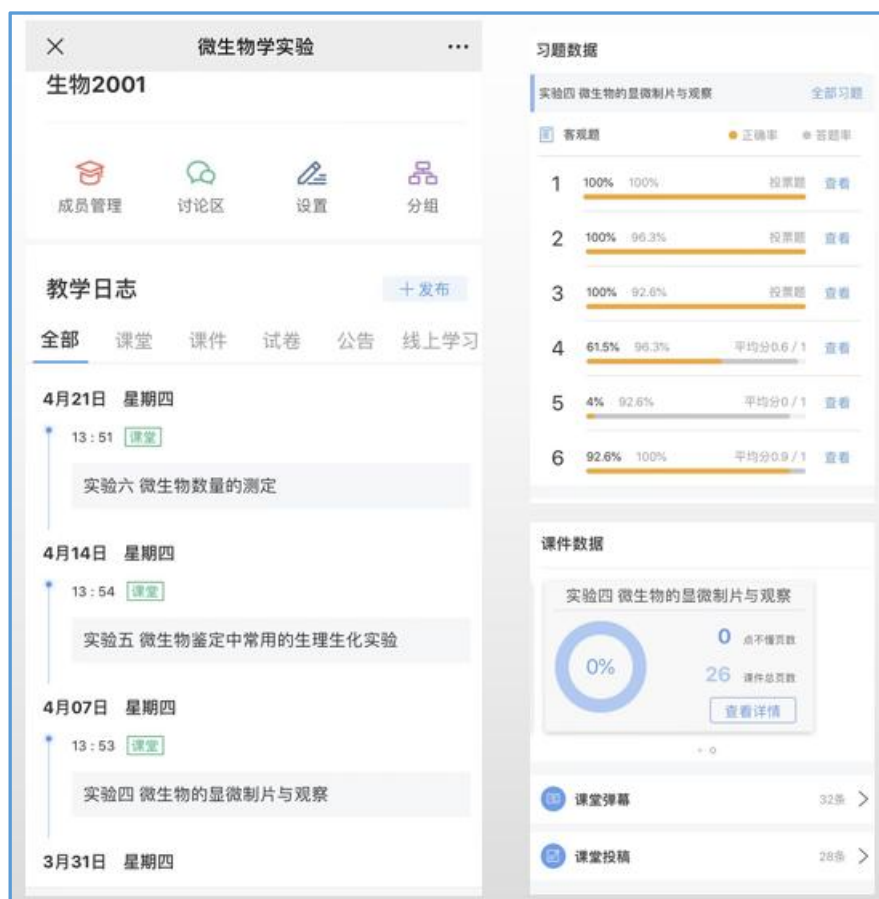 微生物学实验
生物2001
成员管理 讨论区 设置 分组
教学日志 +发布
全部 课堂 课件 试卷 公告 线上学习
4月21日 星期四
13:51 课堂
实验六 微生物数量的测定
4月14日 星期四
13:54 课堂
实验五 微生物鉴定中常用的生理生化实验
4月07日 星期四
13:53 课堂
实验四 微生物的显微制片与观察
3月31日 星期四
习题数据
实验四 微生物的显微制片与观察 全部习题
客观题 正确率 答题率
1 100% 100% 投票题 查看
2 100% 96.3% 投票题 查看
3 100% 92.6% 投票题 查看
4 61.5% 96.3% 平均分0.6 / 1 查看
5 4% 92.6% 平均分0 / 1 查看
6 92.6% 100% 平均分0.9 / 1 查看
课件数据
实验四 微生物的显微制片与观察
0% 0 点不懂页数
26 课件总页数
查看详情
课堂弹幕 32条
课堂投稿 28条